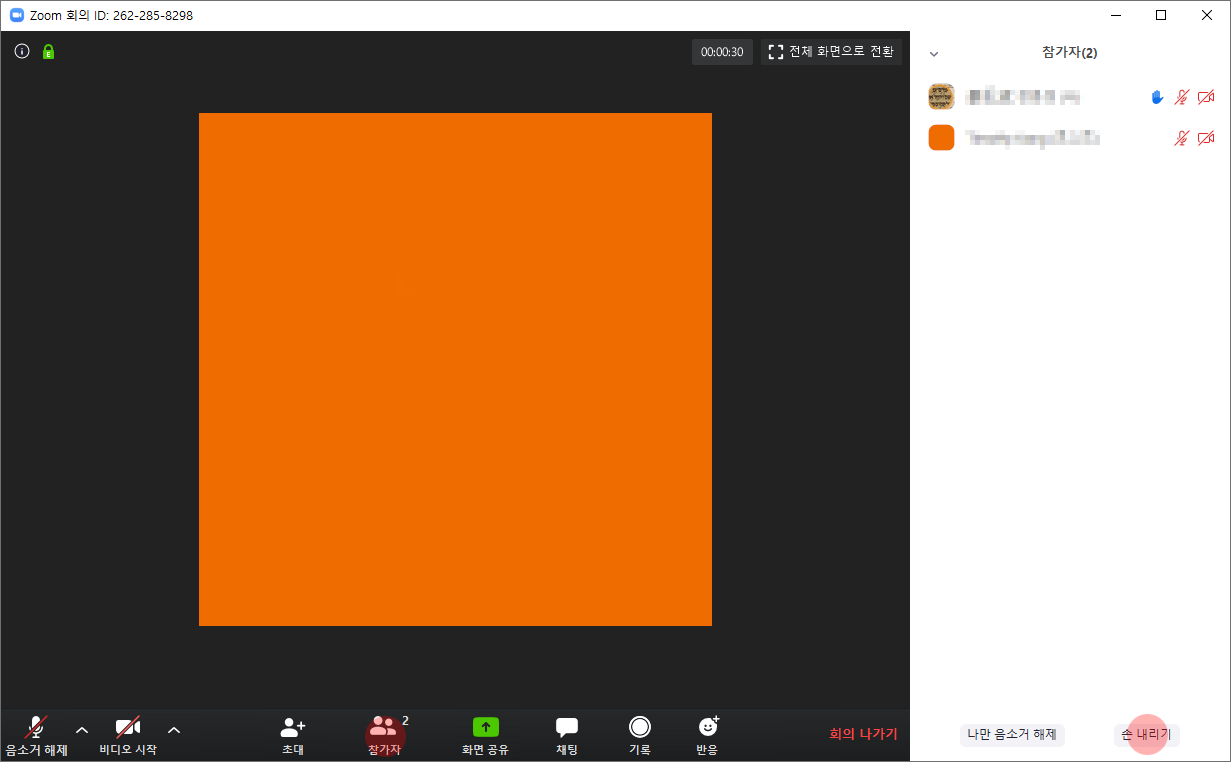 Zoom 회의 ID: 262-285-8298
00:00:30
전체 화면으로 전환
참가자(2)
음소거 해제
비디오 시작
초대
2
참가자
화면 공유
채팅
기록
반응
회의 나가기
나만 음소거 해제
손 내리기